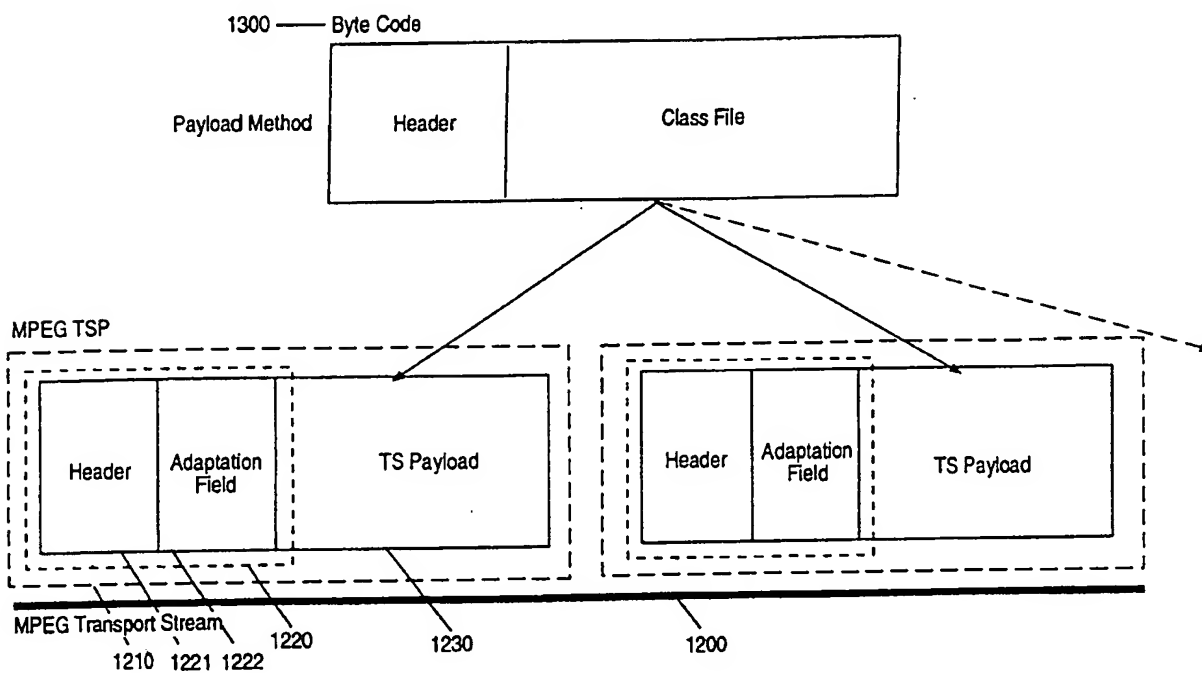 1300 Byte Code
Payload Method
Header
Class File
MPEG TSP
Header
Adaptation
Field
TS Payload
Header
Adaptation
Field
TS Payload
MPEG Transport Stream
1210
1221
1222
1220
1230
1200